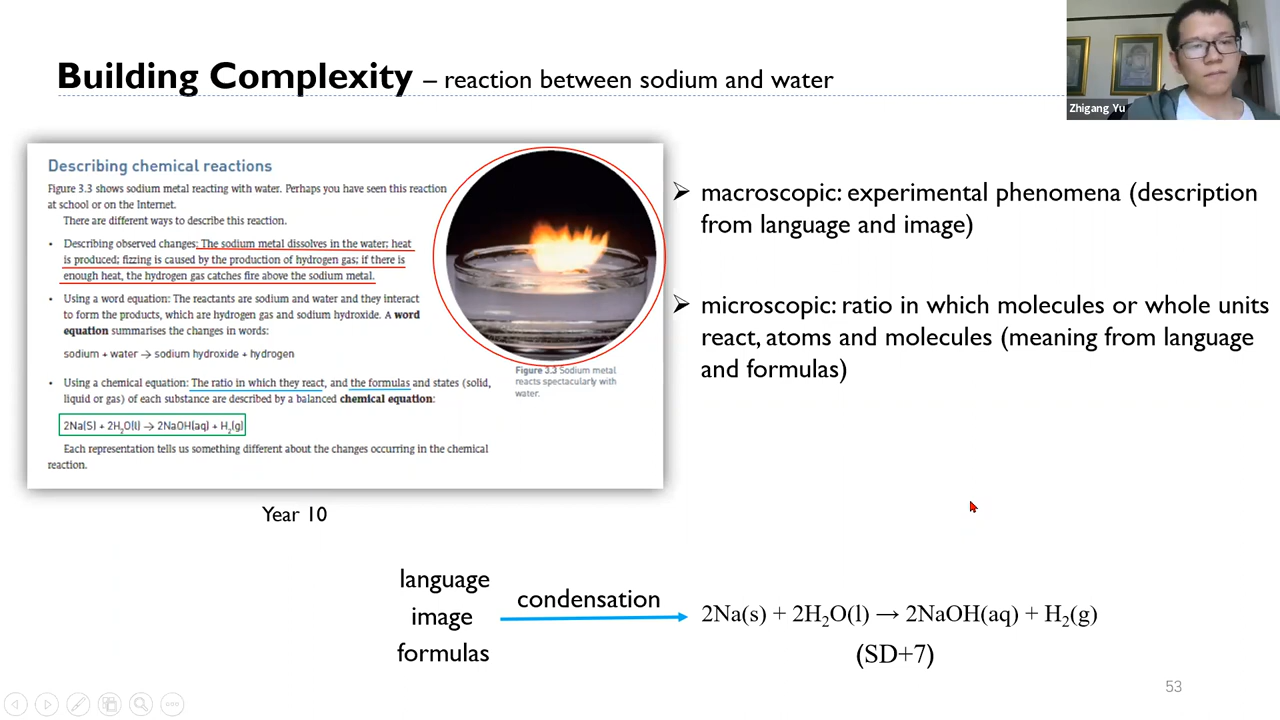 Building Complexity – reaction between sodium and water
Zhigang Yu
Describing chemical reactions
Figure 3.3 shows sodium metal reacting with water. Perhaps you have seen this reaction
at school or on the Internet.
There are different ways to describe this reaction.
• Describing observed changes: The sodium metal dissolves in the water; heat
is produced; fizzing is caused by the production of hydrogen gas; if there is
enough heat, the hydrogen gas catches fire above the sodium metal.
• Using a word equation: The reactants are sodium and water and they interact
to form the products, which are hydrogen gas and sodium hydroxide. A word
equation summarises the changes in words:
sodium + water → sodium hydroxide + hydrogen
• Using a chemical equation: The ratio in which they react, and the formulas and states (solid,
liquid or gas) of each substance are described by a balanced chemical equation:
2Na(S) + 2H₂O(l) → 2NaOH(aq) + H₂(g)
Each representation tells us something different about the changes occurring in the chemical
reaction.
Figure 3.3 Sodium metal
reacts spectacularly with
water.
Year 10
➢ macroscopic: experimental phenomena (description
from language and image)
➢ microscopic: ratio in which molecules or whole units
react, atoms and molecules (meaning from language
and formulas)
language
image
formulas
condensation
2Na(s) + 2H₂O(l) → 2NaOH(aq) + H₂(g)
(SD+7)
53